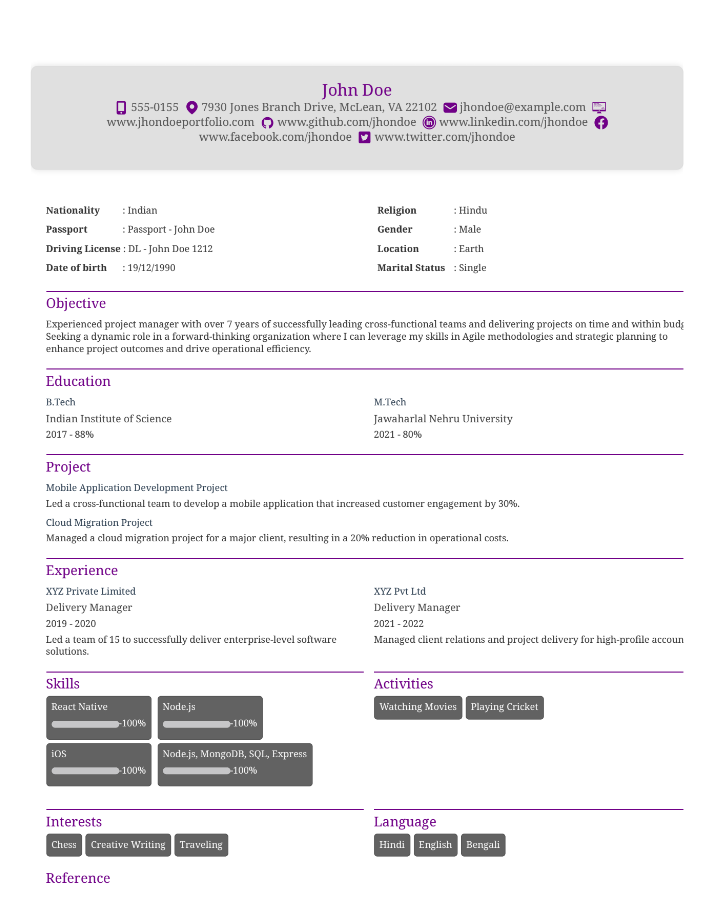 John Doe
555-0155 7930 Jones Branch Drive, McLean, VA 22102 jhondoe@example.com
www.jhondoeportfolio.com www.github.com/jhondoe www.linkedin.com/jhondoe
www.facebook.com/jhondoe www.twitter.com/jhondoe
Nationality : Indian
Passport : Passport - John Doe
Driving License : DL - John Doe 1212
Date of birth : 19/12/1990
Religion : Hindu
Gender : Male
Location : Earth
Marital Status : Single
Objective
Experienced project manager with over 7 years of successfully leading cross-functional teams and delivering projects on time and within
Seeking a dynamic role in a forward-thinking organization where I can leverage my skills in Agile methodologies and strategic planning to
enhance project outcomes and drive operational efficiency.
Education
B.Tech
Indian Institute of Science
2017 - 88%
M.Tech
Jawaharlal Nehru University
2021 - 80%
Project
Mobile Application Development Project
Led a cross-functional team to develop a mobile application that increased customer engagement by 30%.
Cloud Migration Project
Managed a cloud migration project for a major client, resulting in a 20% reduction in operational costs.
Experience
XYZ Private Limited
Delivery Manager
2019 - 2020
Led a team of 15 to successfully deliver enterprise-level software
solutions.
XYZ Pvt Ltd
Delivery Manager
2021 - 2022
Managed client relations and project delivery for high-profile accoun
Skills
React Native
-100%
Node.js
-100%
iOS
-100%
Node.js, MongoDB, SQL, Express
-100%
Activities
Watching Movies
Playing Cricket
Interests
Chess
Creative Writing
Traveling
Language
Hindi
English
Bengali
Reference